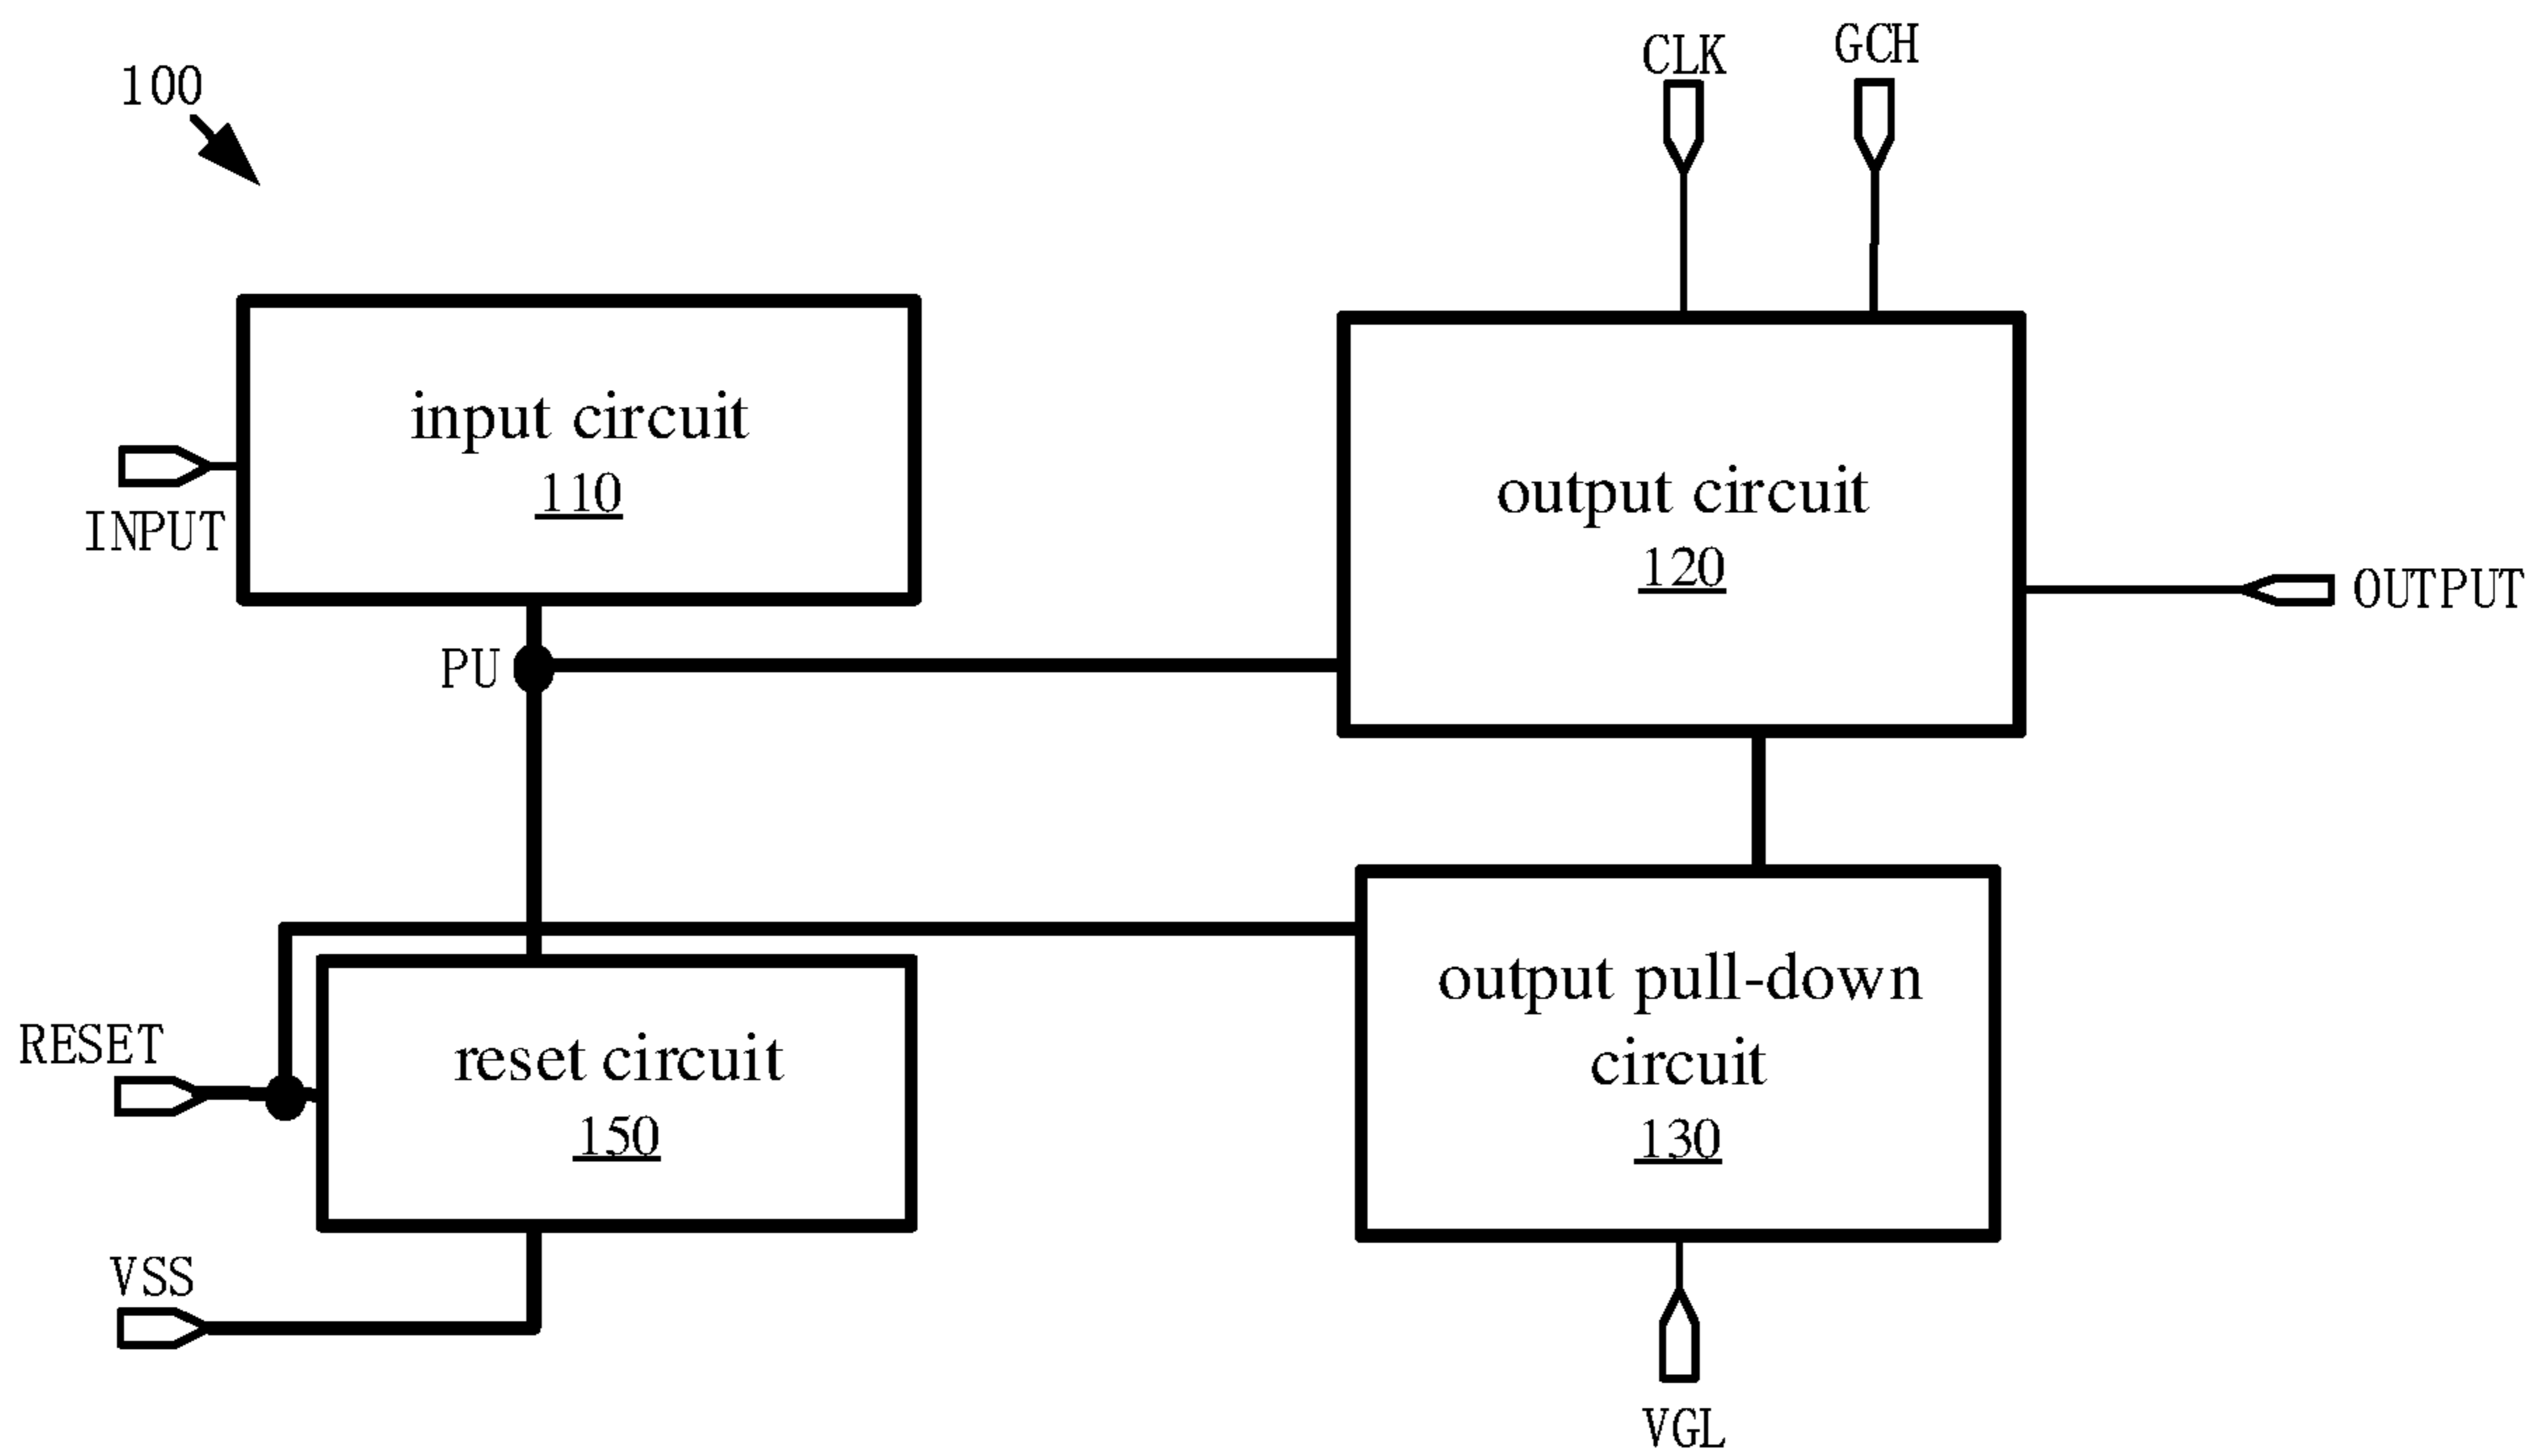 100
CLK
GCH
input circuit
110
INPUT
output circuit
120
OUTPUT
PU
RESET
reset circuit
150
output pull-down
circuit
130
VSS
VGL